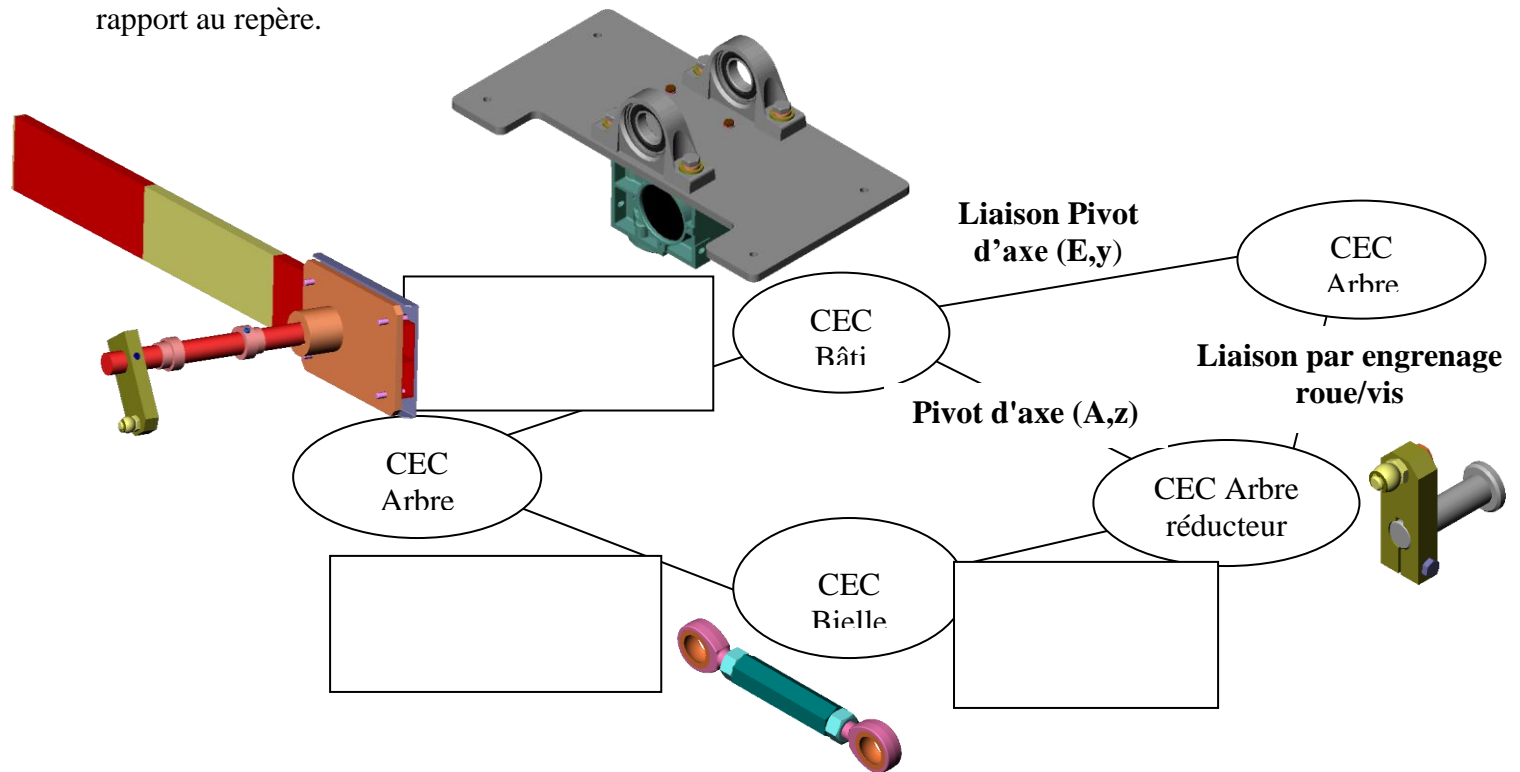 rapport au repère.
Liaison Pivot
d’axe (E,y)
CEC
Arbre
CEC
Bâti
Liaison par engrenage
roue/vis
Pivot d'axe (A,z)
CEC
Arbre
CEC Arbre
réducteur
CEC
Bielle